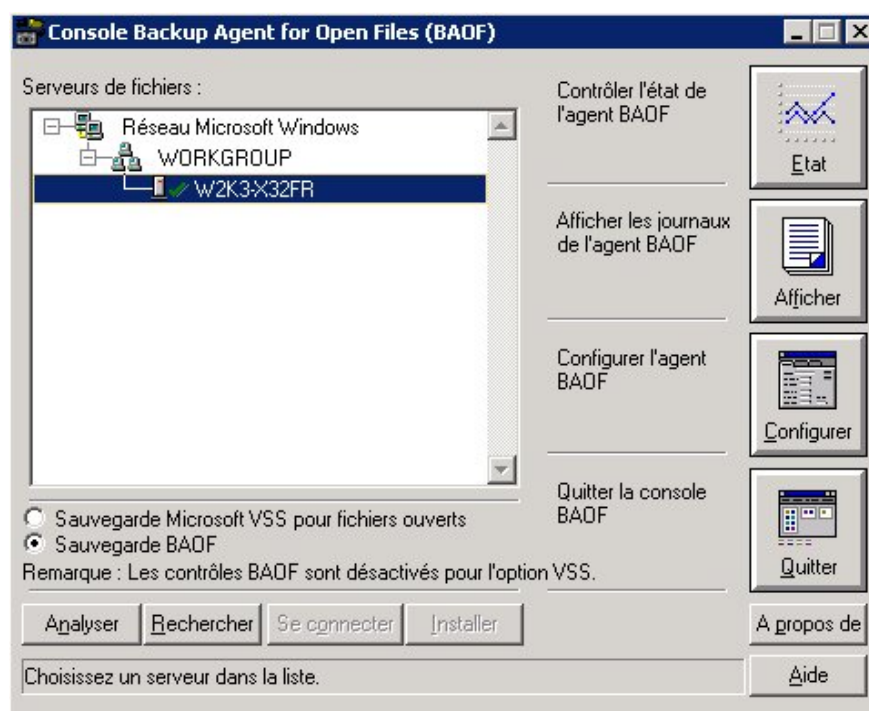 Console Backup Agent for Open Files (BAOF)
Serveurs de fichiers :
Réseau Microsoft Windows
WORKGROUP
W2K3-X32FR
Contrôler l'état de
l'agent BAOF
Etat
Afficher les journaux
de l'agent BAOF
Afficher
Configurer l'agent
BAOF
Configurer
Quitter la console
BAOF
Quitter
Sauvegarde Microsoft VSS pour fichiers ouverts
Sauvegarde BAOF
Remarque : Les contrôles BAOF sont désactivés pour l'option VSS.
Analyser Rechercher Se connecter Installer A propos de
Choisissez un serveur dans la liste. Aide